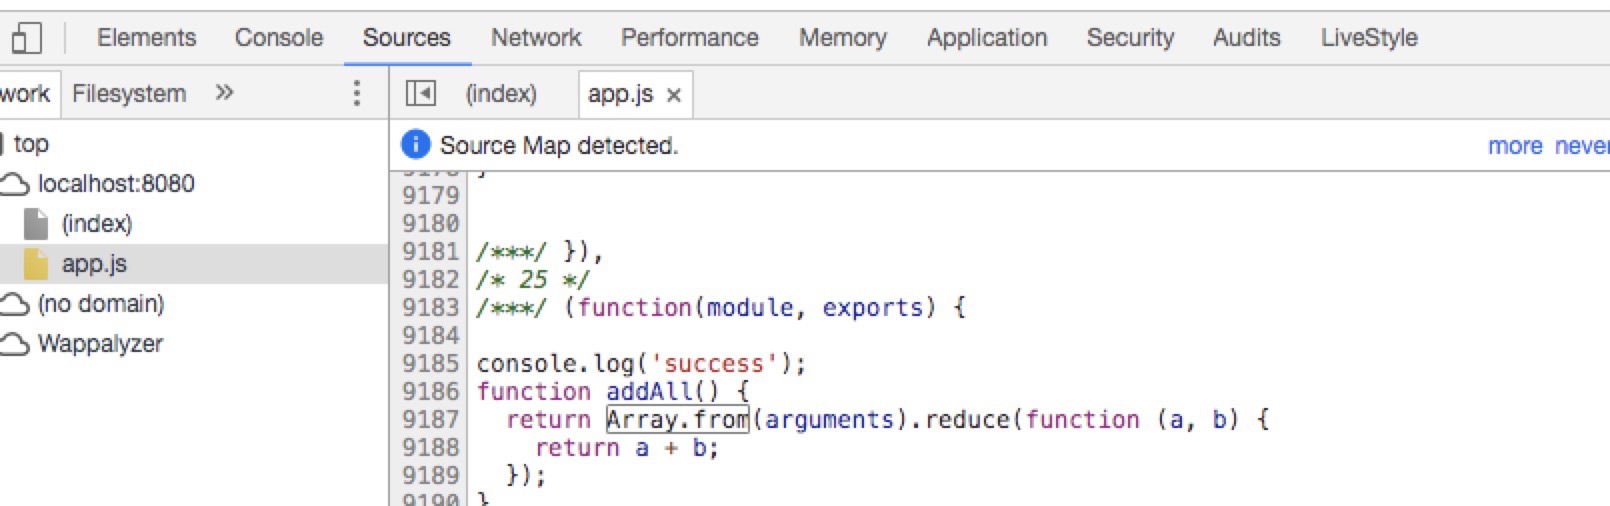 Elements Console Sources Network Performance Memory Application Security Audits LiveStyle
work Filesystem » (index) app.js ×
top
Source Map detected. more never
localhost:8080
(index)
app.js
(no domain)
Wappalyzer
9179
9180
9181 /***/ }),
9182 /* 25 */
9183 /***/ (function(module, exports) {
9184
9185 console.log('success');
9186 function addAll() {
9187 return Array.from(arguments).reduce(function (a, b) {
9188 return a + b;
9189 });
9190 }